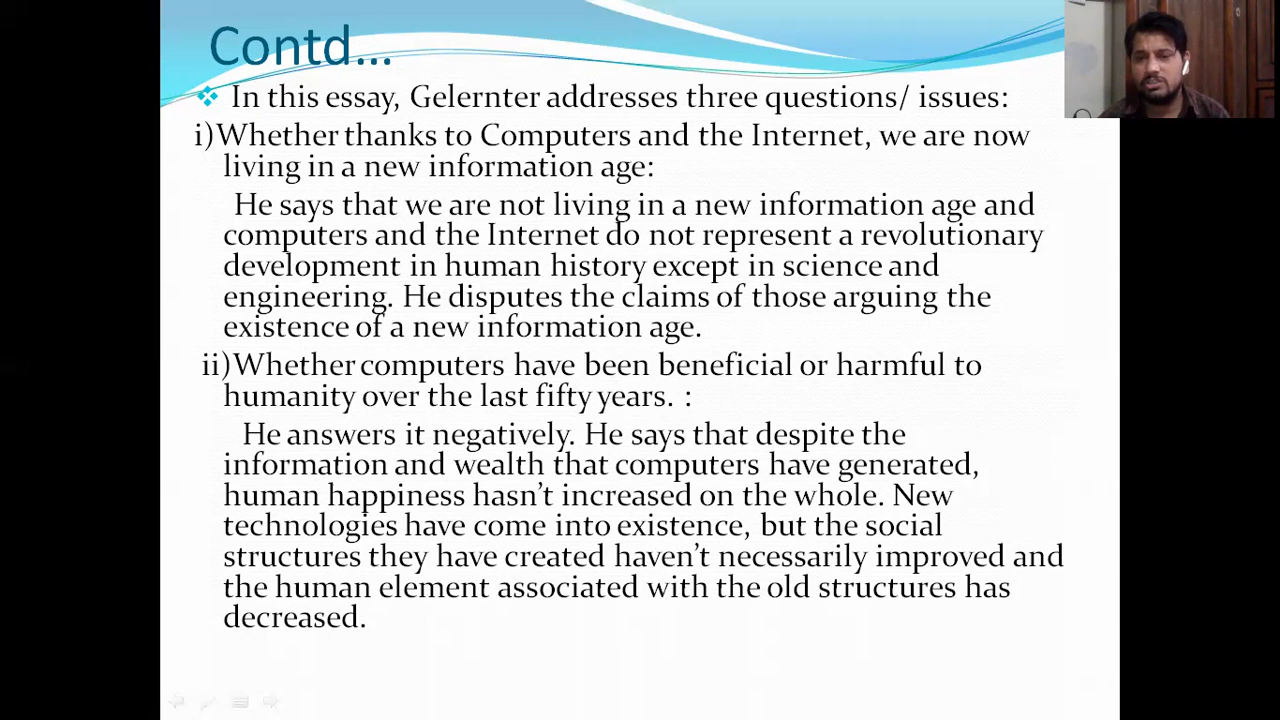 Contd...
❖ In this essay, Gelernter addresses three questions/ issues:
i)Whether thanks to Computers and the Internet, we are now
living in a new information age:
He says that we are not living in a new information age and
computers and the Internet do not represent a revolutionary
development in human history except in science and
engineering. He disputes the claims of those arguing the
existence of a new information age.
ii)Whether computers have been beneficial or harmful to
humanity over the last fifty years. :
He answers it negatively. He says that despite the
information and wealth that computers have generated,
human happiness hasn't increased on the whole. New
technologies have come into existence, but the social
structures they have created haven't necessarily improved and
the human element associated with the old structures has
decreased.